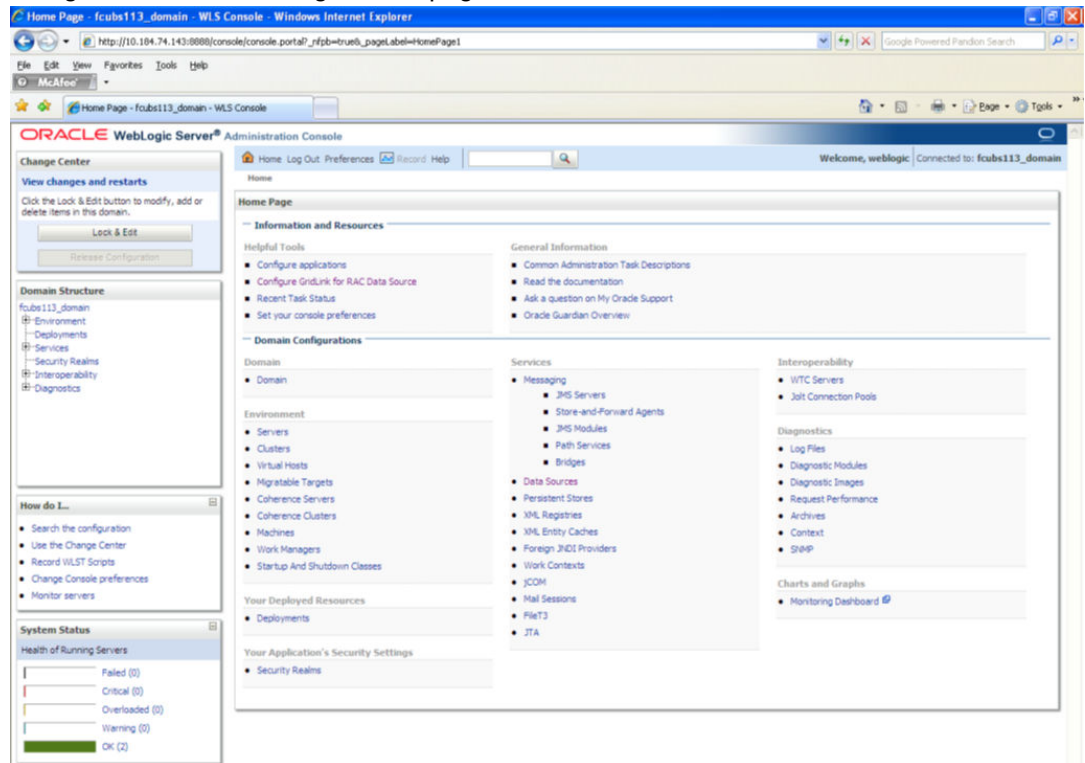 Home Page - fcubs113_domain - WLS Console - Windows Internet Explorer
http://10.184.74.143:8888/console/console.portal?_nfpb=true&_pageLabel=HomePage1
Google Powered Pandion Search
File Edit View Favorites Tools Help
McAfee
Home Page - fcubs113_domain - WLS Console
Page Tools
ORACLE WebLogic Server® Administration Console
Change Center
View changes and restarts
Click the Lock & Edit button to modify, add or
delete items in this domain.
Lock & Edit
Release Configuration
Domain Structure
fcubs113_domain
Environment
Deployments
Services
Security Realms
Interoperability
Diagnostics
How do I...
Search the configuration
Use the Change Center
Record WLST Scripts
Change Console preferences
Monitor servers
System Status
Health of Running Servers
Failed (0)
Critical (0)
Overloaded (0)
Warning (0)
OK (2)
Home Log Out Preferences Record Help
Welcome, weblogic Connected to: fcubs113_domain
Home
Home Page
Information and Resources
Helpful Tools
Configure applications
Configure GridLink for RAC Data Source
Recent Task Status
Set your console preferences
General Information
Common Administration Task Descriptions
Read the documentation
Ask a question on My Oracle Support
Oracle Guardian Overview
Domain Configurations
Domain
Domain
Environment
Servers
Clusters
Virtual Hosts
Migratable Targets
Coherence Servers
Coherence Clusters
Machines
Work Managers
Startup And Shutdown Classes
Your Deployed Resources
Deployments
Your Application's Security Settings
Security Realms
Services
Messaging
JMS Servers
Store-and-Forward Agents
JMS Modules
Path Services
Bridges
Data Sources
Persistent Stores
XML Registries
XML Entity Caches
Foreign JNDI Providers
Work Contexts
jCOM
Mail Sessions
FileT3
JTA
Interoperability
WTC Servers
Jolt Connection Pools
Diagnostics
Log Files
Diagnostic Modules
Diagnostic Images
Request Performance
Archives
Context
SNMP
Charts and Graphs
Monitoring Dashboard